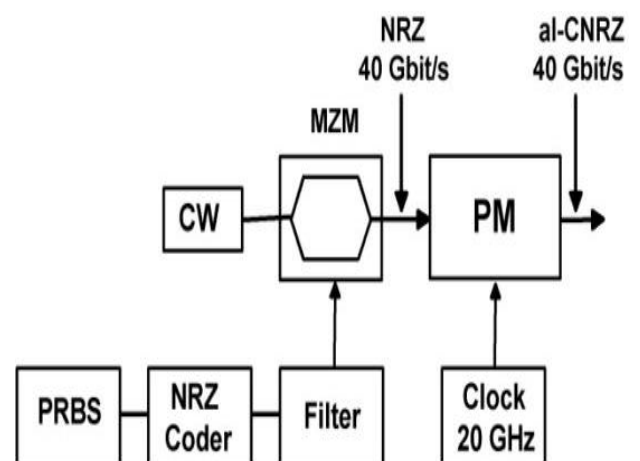 NRZ
40 Gbit/s
al-CNRZ
40 Gbit/s
MZM
CW
PM
PRBS
NRZ
Coder
Filter
Clock
20 GHz